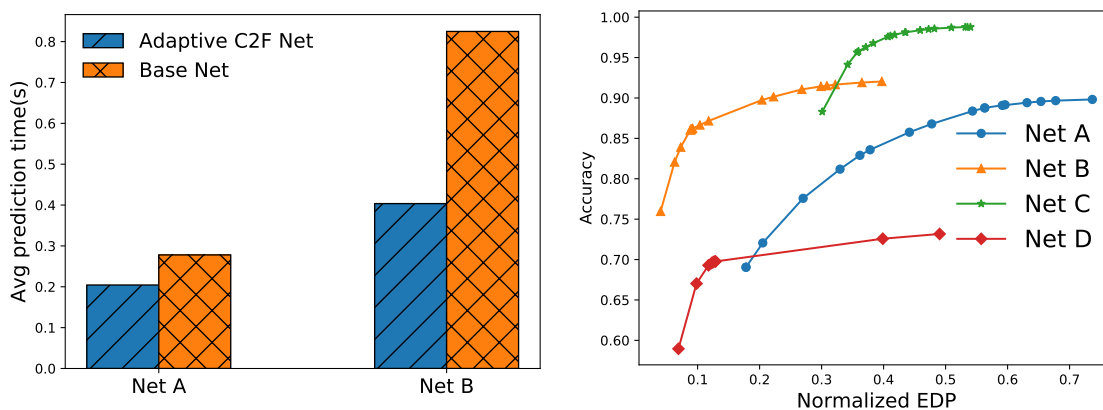 Avg prediction time(s)
0.8
0.7
0.6
0.5
0.4
0.3
0.2
0.1
0.0
Adaptive C2F Net
Base Net
Net A
Net B
Accuracy
1.00
0.95
0.90
0.85
0.80
0.75
0.70
0.65
0.60
Net A
Net B
Net C
Net D
0.1
0.2
0.3
0.4
0.5
0.6
0.7
Normalized EDP